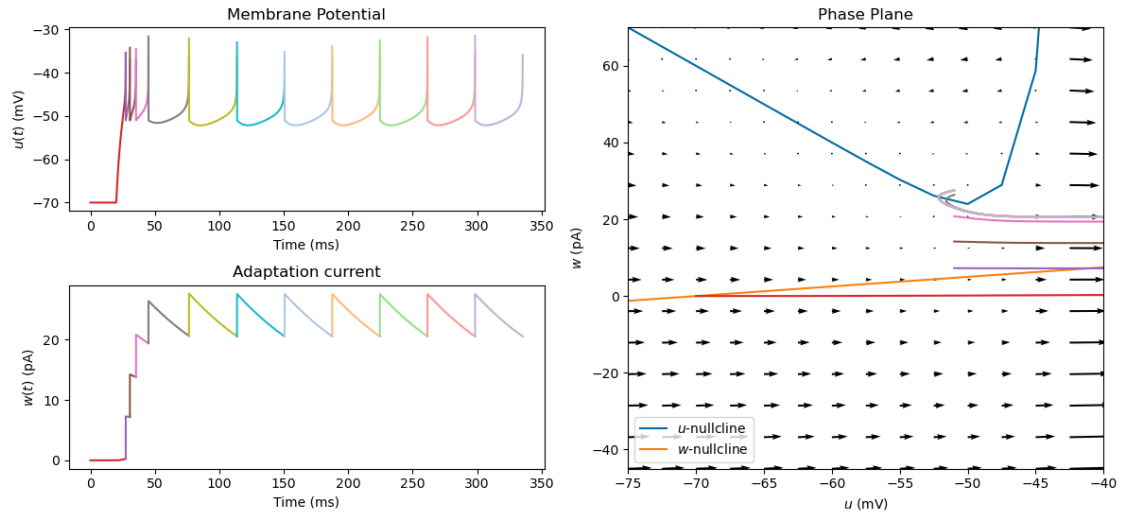 Membrane Potential
u(t) (mV)
−30
−40
−50
−60
−70
0 50 100 150 200 250 300 350
Time (ms)
Adaptation current
w(t) (pA)
20
10
0
0 50 100 150 200 250 300 350
Time (ms)
Phase Plane
w (pA)
60
40
20
0
−20
−40
u-nullcline
w-nullcline
−75 −70 −65 −60 −55 −50 −45 −40
u (mV)